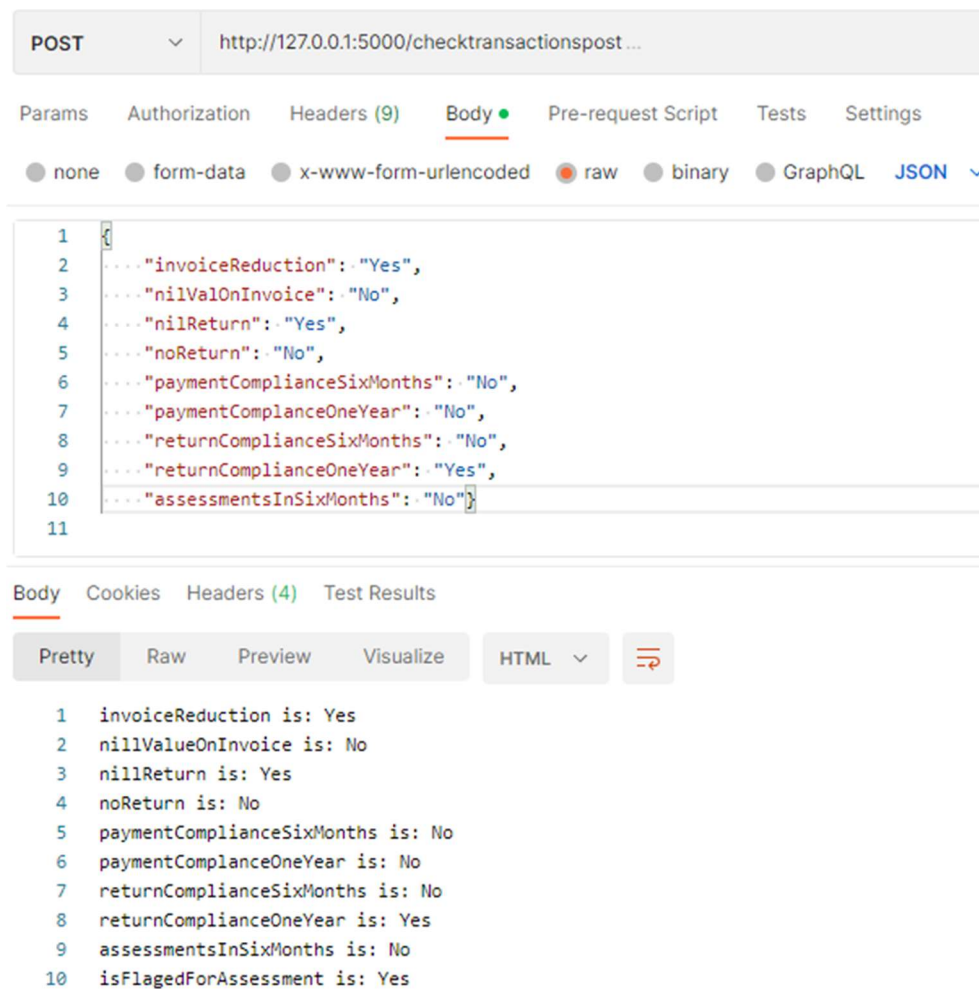 POST http://127.0.0.1:5000/checktransactionspost ...
Params Authorization Headers (9) Body Pre-request Script Tests Settings
none form-data x-www-form-urlencoded raw binary GraphQL JSON
1 {
2 ····"invoiceReduction":·"Yes",
3 ····"nilValOnInvoice":·"No",
4 ····"nilReturn":·"Yes",
5 ····"noReturn":·"No",
6 ····"paymentComplianceSixMonths":·"No",
7 ····"paymentComplanceOneYear":·"No",
8 ····"returnComplianceSixMonths":·"No",
9 ····"returnComplianceOneYear":·"Yes",
10 ····"assessmentsInSixMonths":·"No"}
11
Body Cookies Headers (4) Test Results
Pretty Raw Preview Visualize HTML
1 invoiceReduction is: Yes
2 nillValueOnInvoice is: No
3 nillReturn is: Yes
4 noReturn is: No
5 paymentComplianceSixMonths is: No
6 paymentComplanceOneYear is: No
7 returnComplianceSixMonths is: No
8 returnComplianceOneYear is: Yes
9 assessmentsInSixMonths is: No
10 isFlagedForAssessment is: Yes